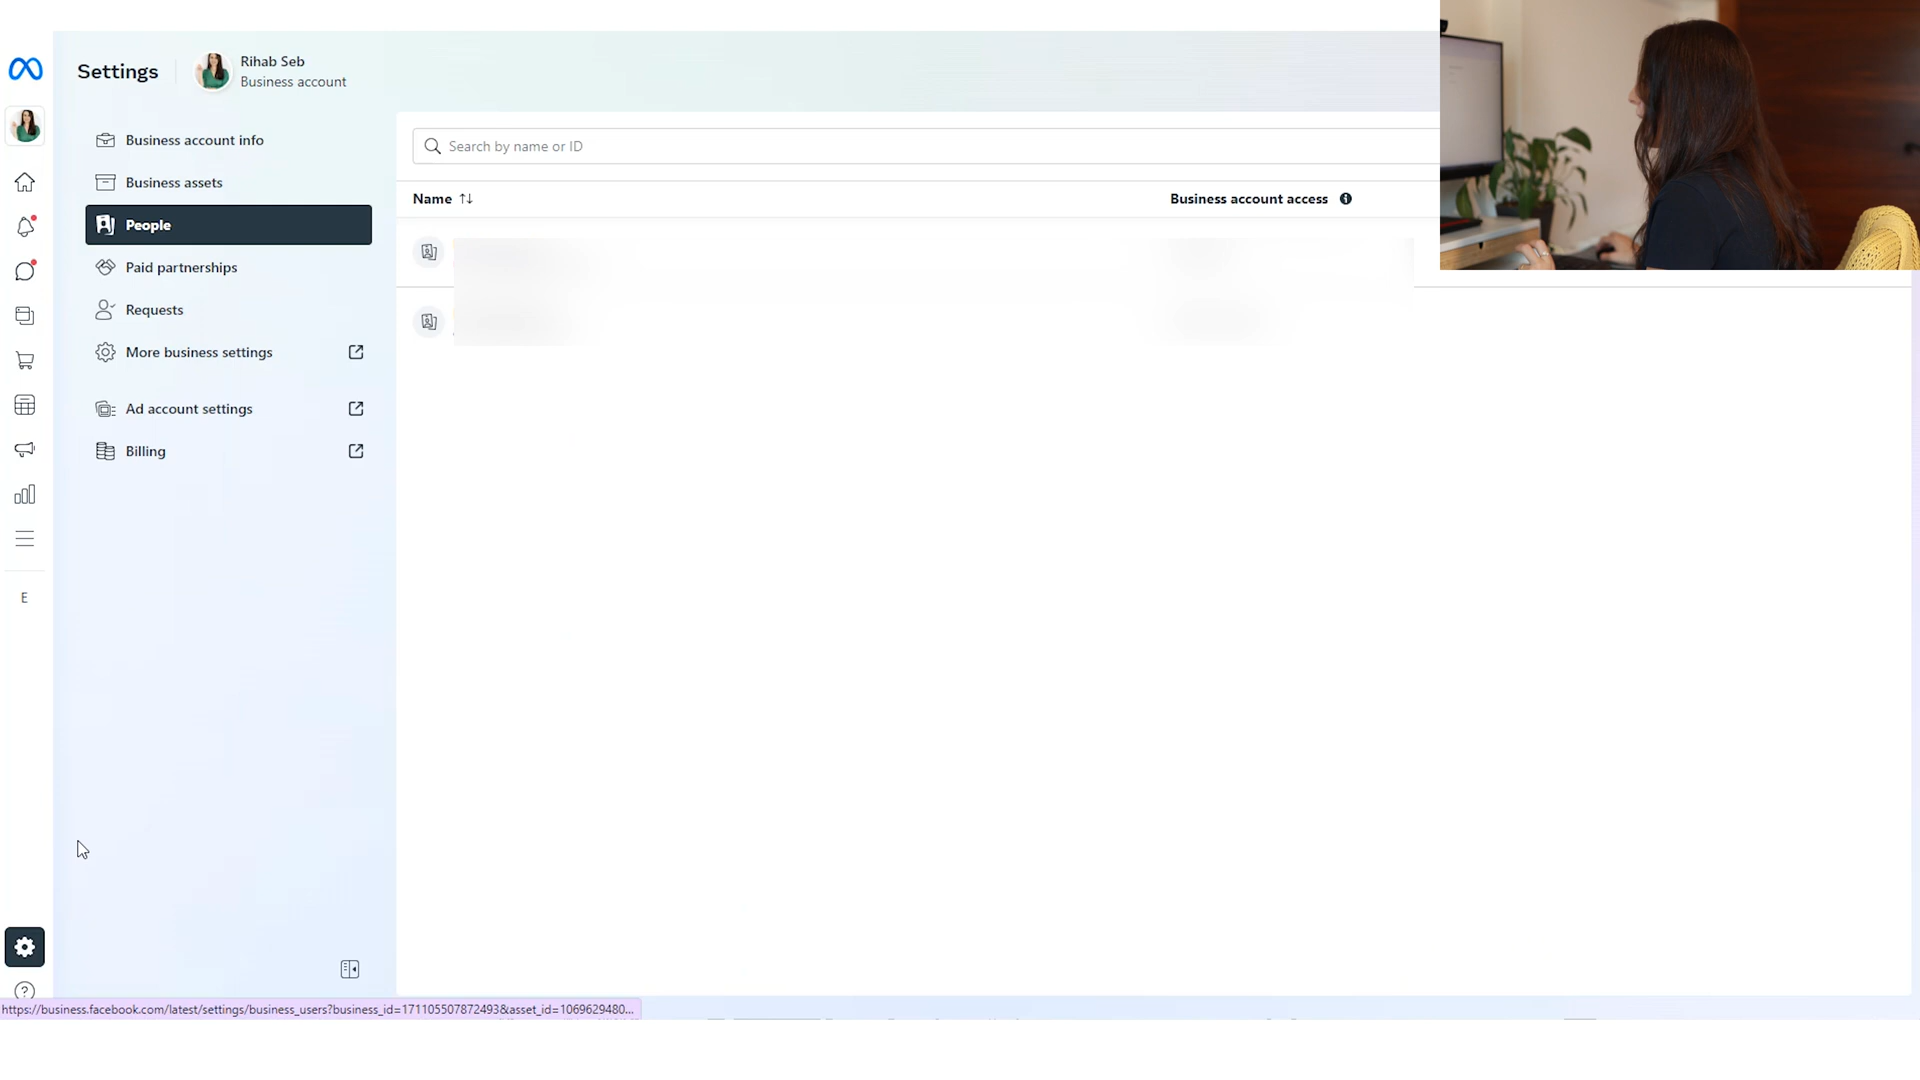 Settings
Rihab Seb
Business account
Business account info
Business assets
People
Paid partnerships
Requests
More business settings
Ad account settings
Billing
Search by name or ID
Name
Business account access
E
https://business.facebook.com/latest/settings/business_users?business_id=171105507872493&asset_id=1069629480...